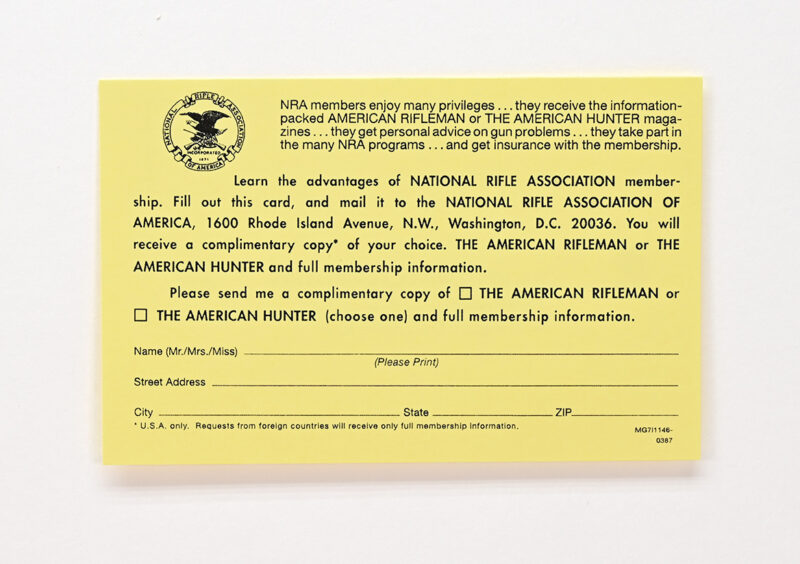 NATIONAL RIFLE ASSOCIATION
INCORPORATED
1871
OF AMERICA
NRA members enjoy many privileges . . . they receive the information-
packed AMERICAN RIFLEMAN or THE AMERICAN HUNTER maga-
zines . . . they get personal advice on gun problems . . . they take part in
the many NRA programs . . . and get insurance with the membership.
Learn the advantages of NATIONAL RIFLE ASSOCIATION member-
ship. Fill out this card, and mail it to the NATIONAL RIFLE ASSOCIATION OF
AMERICA, 1600 Rhode Island Avenue, N.W., Washington, D.C. 20036. You will
receive a complimentary copy* of your choice. THE AMERICAN RIFLEMAN or THE
AMERICAN HUNTER and full membership information.
Please send me a complimentary copy of ☐ THE AMERICAN RIFLEMAN or
☐ THE AMERICAN HUNTER (choose one) and full membership information.
Name (Mr./Mrs./Miss)
(Please Print)
Street Address
City State ZIP
* U.S.A. only. Requests from foreign countries will receive only full membership information.
MG7I1146-
0387